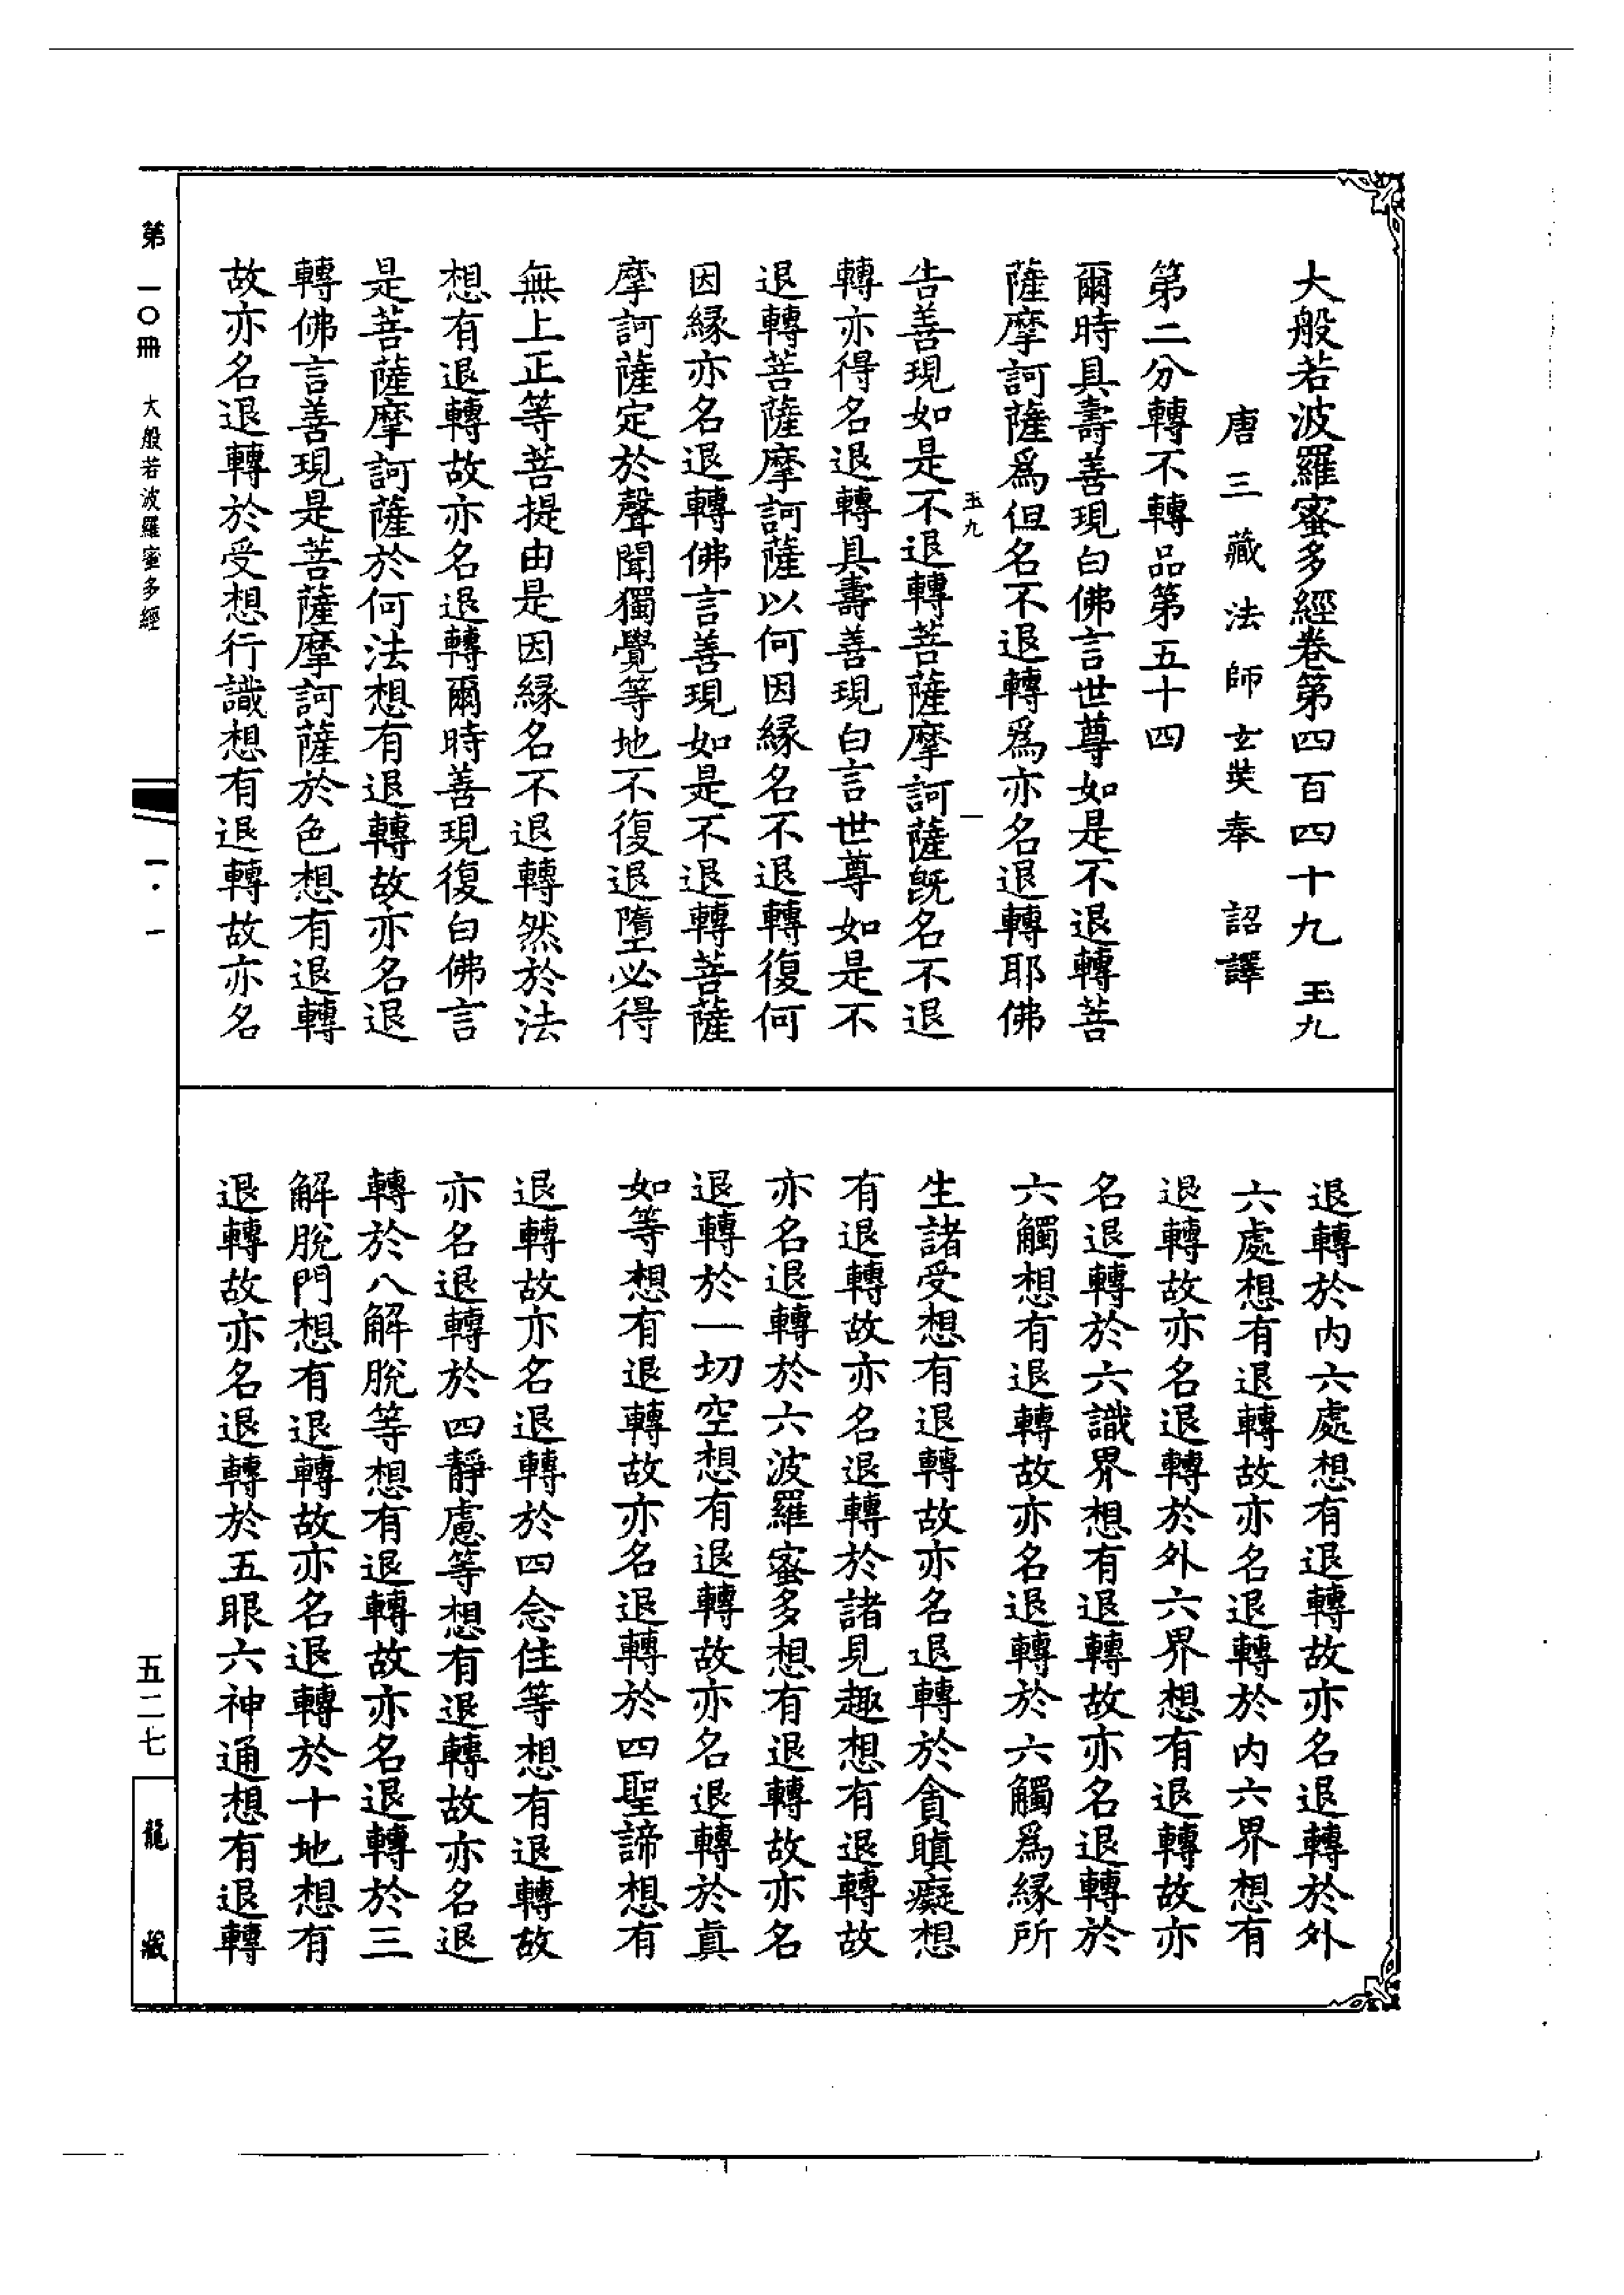 大般若波羅蜜多經卷第四百四十九 玉九
唐三藏法師玄奘奉 詔譯
第二分轉不轉品第五十四
爾時具壽善現白佛言世尊如是不退轉菩
薩摩訶薩爲但名不退轉爲亦名退轉耶佛
玉九 一
告善現如是不退轉菩薩摩訶薩旣名不退
轉亦得名退轉具壽善現白言世尊如是不
退轉菩薩摩訶薩以何因緣名不退轉復何
因緣亦名退轉佛言善現如是不退轉菩薩
摩訶薩定於聲聞獨覺等地不復退墮必得
無上正等菩提由是因緣名不退轉然於法
想有退轉故亦名退轉爾時善現復白佛言
是菩薩摩訶薩於何法想有退轉故亦名退
轉佛言善現是菩薩摩訶薩於色想有退轉
故亦名退轉於受想行識想有退轉故亦名
退轉於內六處想有退轉故亦名退轉於外
六處想有退轉故亦名退轉於內六界想有
退轉故亦名退轉於外六界想有退轉故亦
名退轉於六識界想有退轉故亦名退轉於
六觸想有退轉故亦名退轉於六觸爲緣所
生諸受想有退轉故亦名退轉於貪瞋癡想
有退轉故亦名退轉於諸見趣想有退轉故
亦名退轉於六波羅蜜多想有退轉故亦名
退轉於一切空想有退轉故亦名退轉於真
如等想有退轉故亦名退轉於四聖諦想有
退轉故亦名退轉於四念住等想有退轉故
亦名退轉於四靜慮等想有退轉故亦名退
轉於八解脫等想有退轉故亦名退轉於三
解脫門想有退轉故亦名退轉於十地想有
退轉故亦名退轉於五眼六神通想有退轉
第一〇冊 大般若波羅蜜多經
一·一
五二七
龍藏